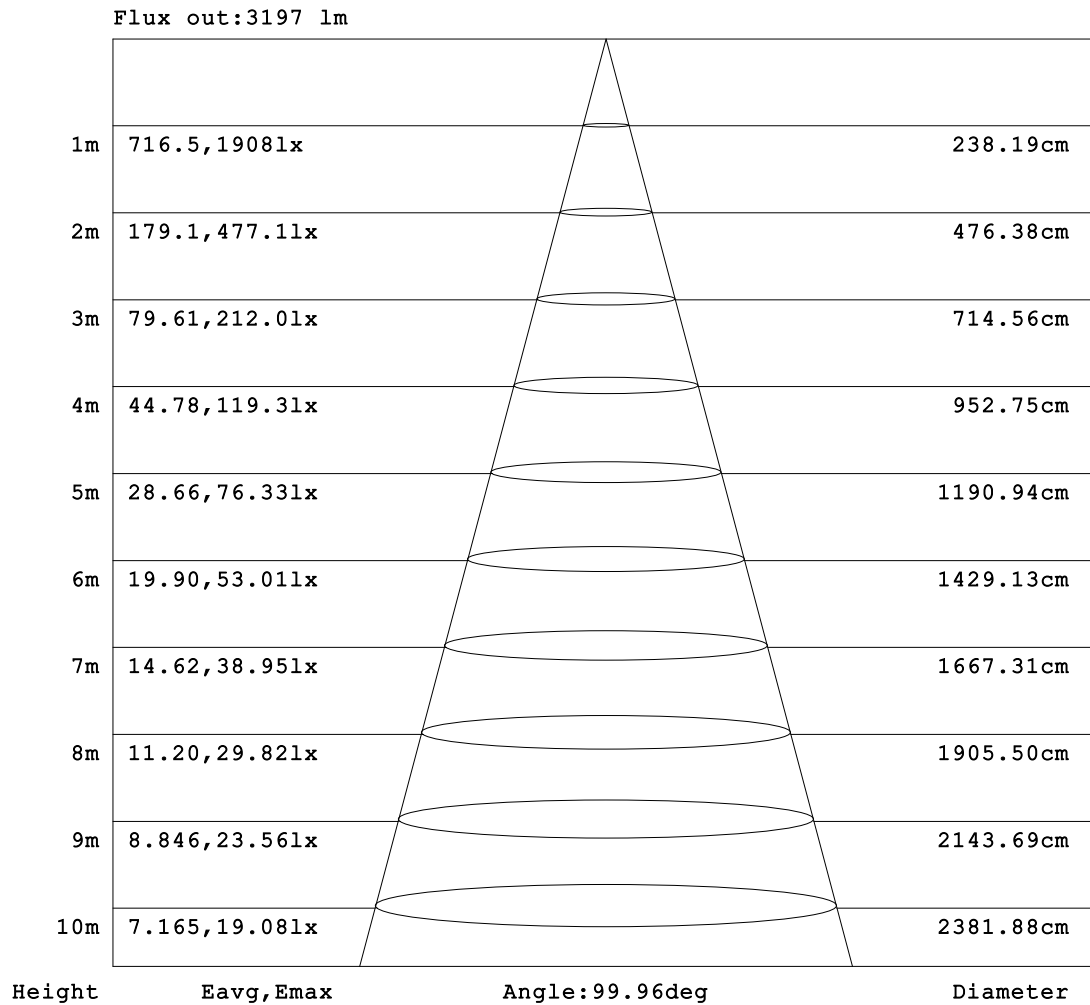 Flux out:3197 lm
1m 716.5,1908lx 238.19cm
2m 179.1,477.1lx 476.38cm
3m 79.61,212.0lx 714.56cm
4m 44.78,119.3lx 952.75cm
5m 28.66,76.33lx 1190.94cm
6m 19.90,53.01lx 1429.13cm
7m 14.62,38.95lx 1667.31cm
8m 11.20,29.82lx 1905.50cm
9m 8.846,23.56lx 2143.69cm
10m 7.165,19.08lx 2381.88cm
Height Eavg,Emax Angle:99.96deg Diameter